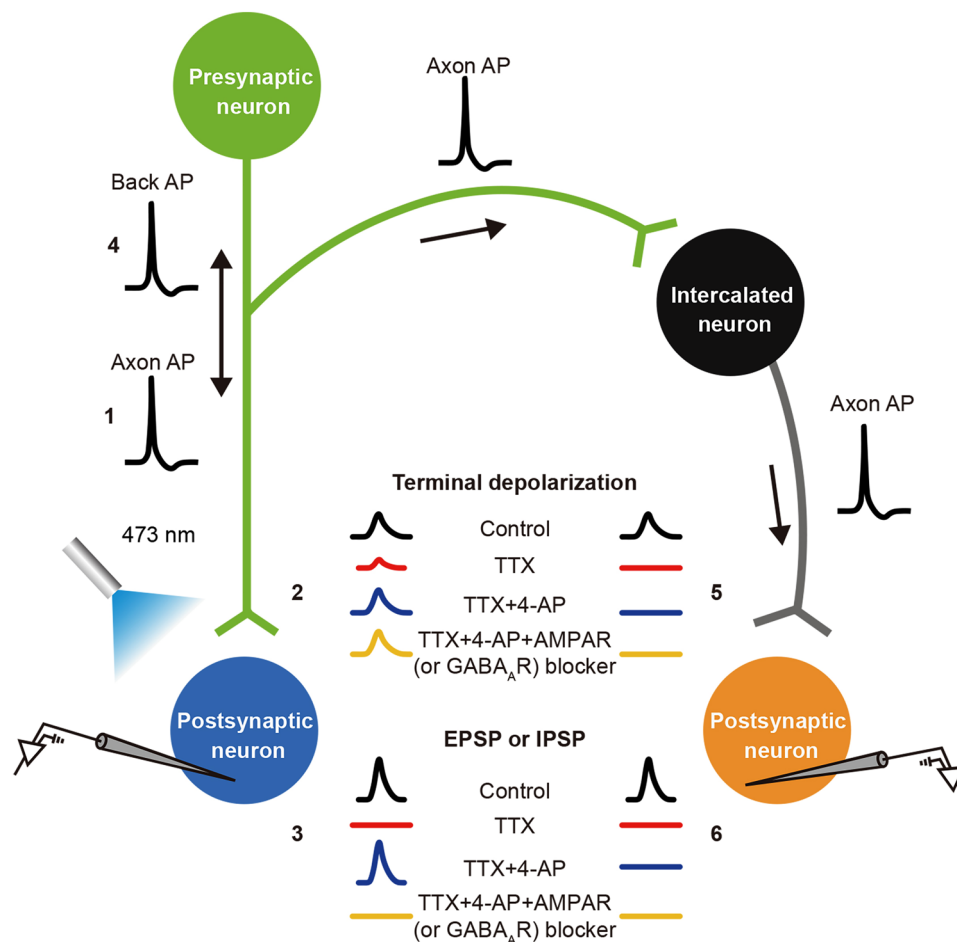 Presynaptic
neuron
Axon AP
Back AP
4
Intercalated
neuron
Axon AP
1
Axon AP
473 nm
Terminal depolarization
Control
TTX
2
5
TTX+4-AP
TTX+4-AP+AMPAR
(or GABAAR) blocker
Postsynaptic
neuron
Postsynaptic
neuron
EPSP or IPSP
Control
TTX
3
6
TTX+4-AP
TTX+4-AP+AMPAR
(or GABAAR) blocker